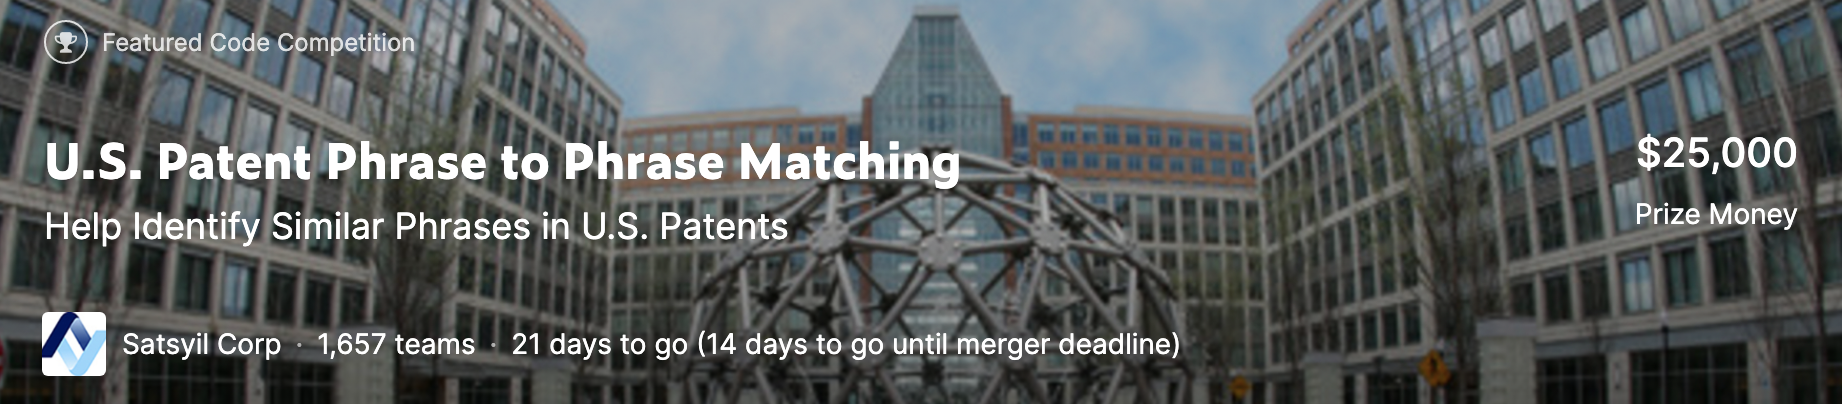 Featured Code Competition
U.S. Patent Phrase to Phrase Matching
Help Identify Similar Phrases in U.S. Patents
$25,000
Prize Money
Satsyil Corp · 1,657 teams · 21 days to go (14 days to go until merger deadline)